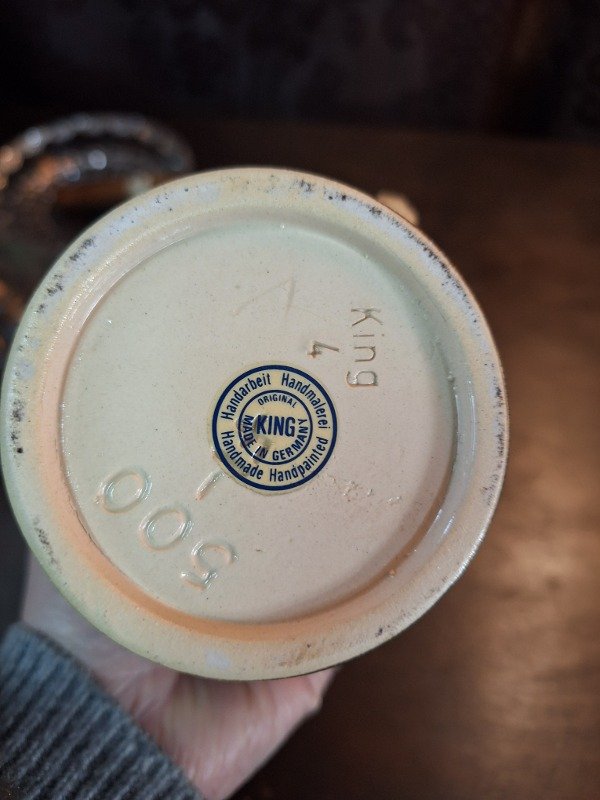 King
4
Handarbeit Handmalerei
ORIGINAL
KING
MADE IN GERMANY
Handmade Handpainted
500